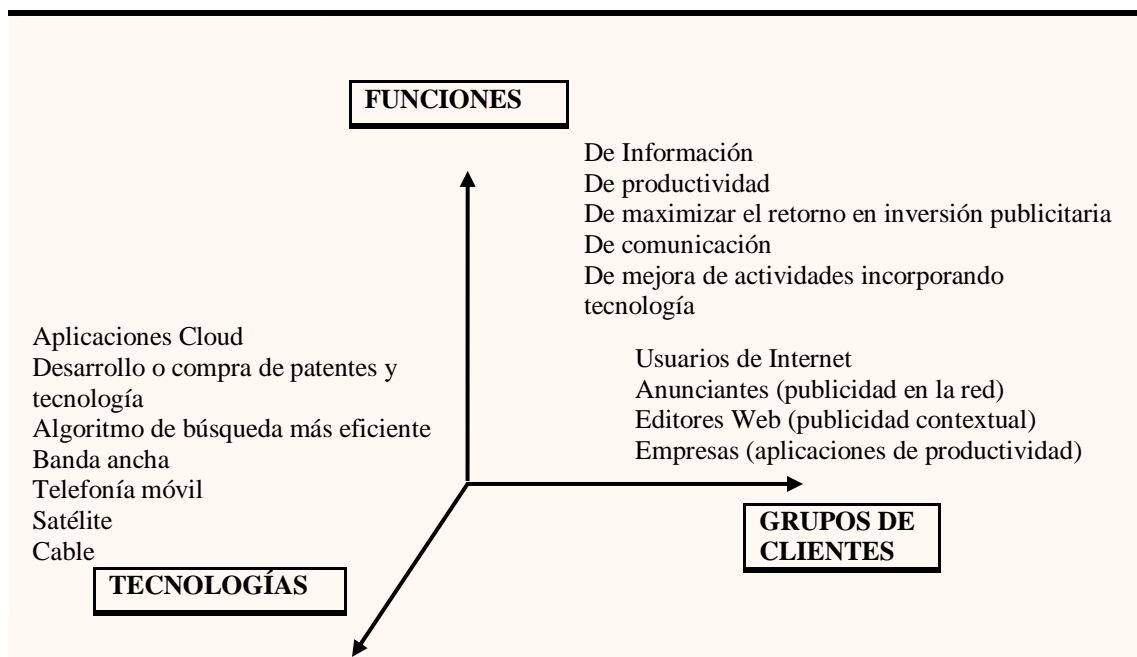 FUNCIONES
De Información
De productividad
De maximizar el retorno en inversión publicitaria
De comunicación
De mejora de actividades incorporando
tecnología
Aplicaciones Cloud
Desarrollo o compra de patentes y
tecnología
Algoritmo de búsqueda más eficiente
Banda ancha
Telefonía móvil
Satélite
Cable
TECNOLOGÍAS
Usuarios de Internet
Anunciantes (publicidad en la red)
Editores Web (publicidad contextual)
Empresas (aplicaciones de productividad)
GRUPOS DE
CLIENTES